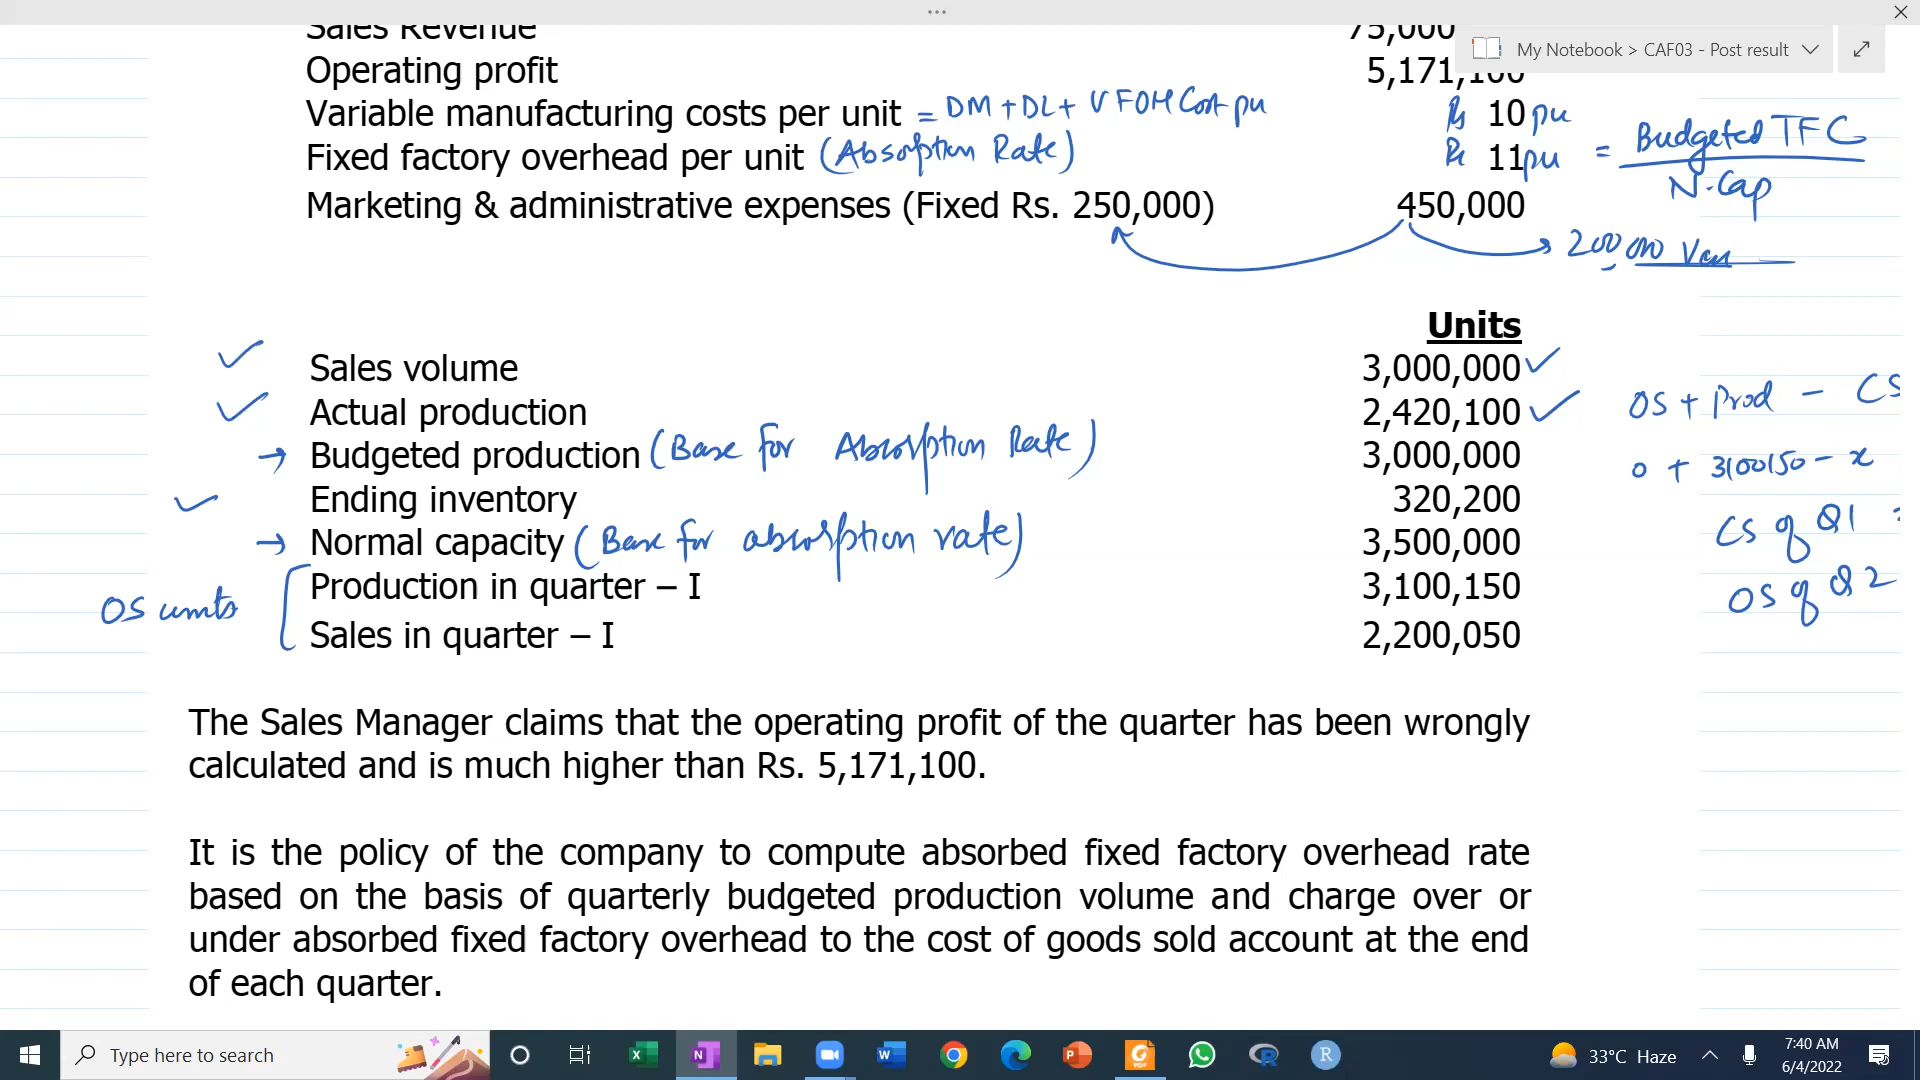 Sales Revenue 75,000
My Notebook > CAF03 - Post result
Operating profit 5,171,100
Variable manufacturing costs per unit = DM + DL + V FOH Cost pu Rs 10 pu
Fixed factory overhead per unit (Absorption Rate) Rs 11 pu = Budgeted TFC
N.Cap
Marketing & administrative expenses (Fixed Rs. 250,000) 450,000
200,000 Var
Units
Sales volume 3,000,000
Actual production 2,420,100 OS + Prod - CS
Budgeted production (Base for Absorption Rate) 3,000,000 0 + 3100150 - x
Ending inventory 320,200
Normal capacity (Base for absorption rate) 3,500,000 CS of Q1
OS units Production in quarter – I 3,100,150 OS of Q2
Sales in quarter – I 2,200,050
The Sales Manager claims that the operating profit of the quarter has been wrongly
calculated and is much higher than Rs. 5,171,100.
It is the policy of the company to compute absorbed fixed factory overhead rate
based on the basis of quarterly budgeted production volume and charge over or
under absorbed fixed factory overhead to the cost of goods sold account at the end
of each quarter.
Type here to search 33°C Haze 7:40 AM
6/4/2022